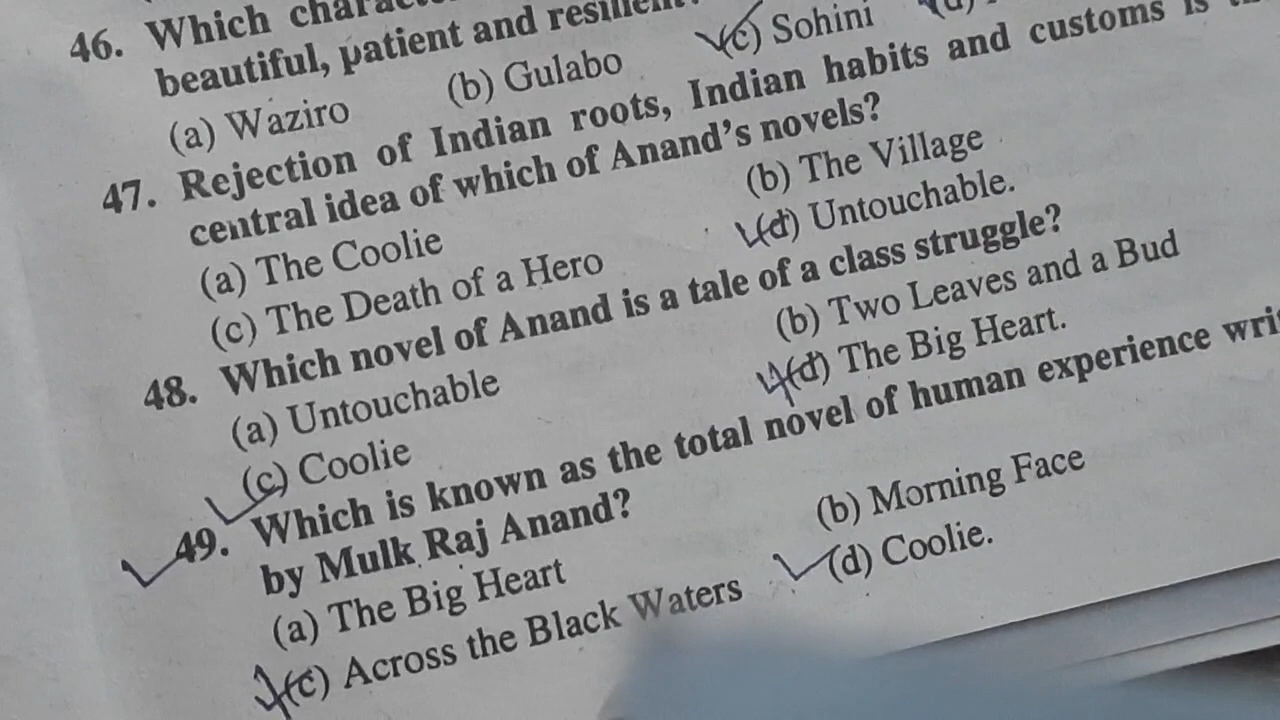 46. Which
beautiful, patient and
(a) Waziro (b) Gulabo (c) Sohini (d)
47. Rejection of Indian roots, Indian habits and customs is
central idea of which of Anand's novels?
(a) The Coolie (b) The Village
(c) The Death of a Hero (d) Untouchable.
48. Which novel of Anand is a tale of a class struggle?
(a) Untouchable (b) Two Leaves and a Bud
(c) Coolie (d) The Big Heart.
49. Which is known as the total novel of human experience
by Mulk Raj Anand?
(a) The Big Heart (b) Morning Face
(c) Across the Black Waters (d) Coolie.